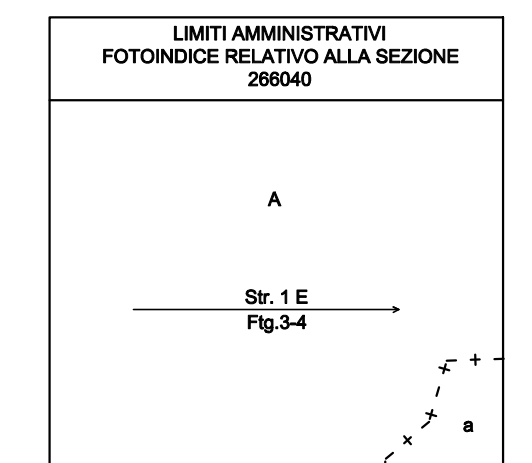 LIMITI AMMINISTRATIVI
FOTOINDICE RELATIVO ALLA SEZIONE
266040
A
Str. 1 E
Ftg.3-4
a